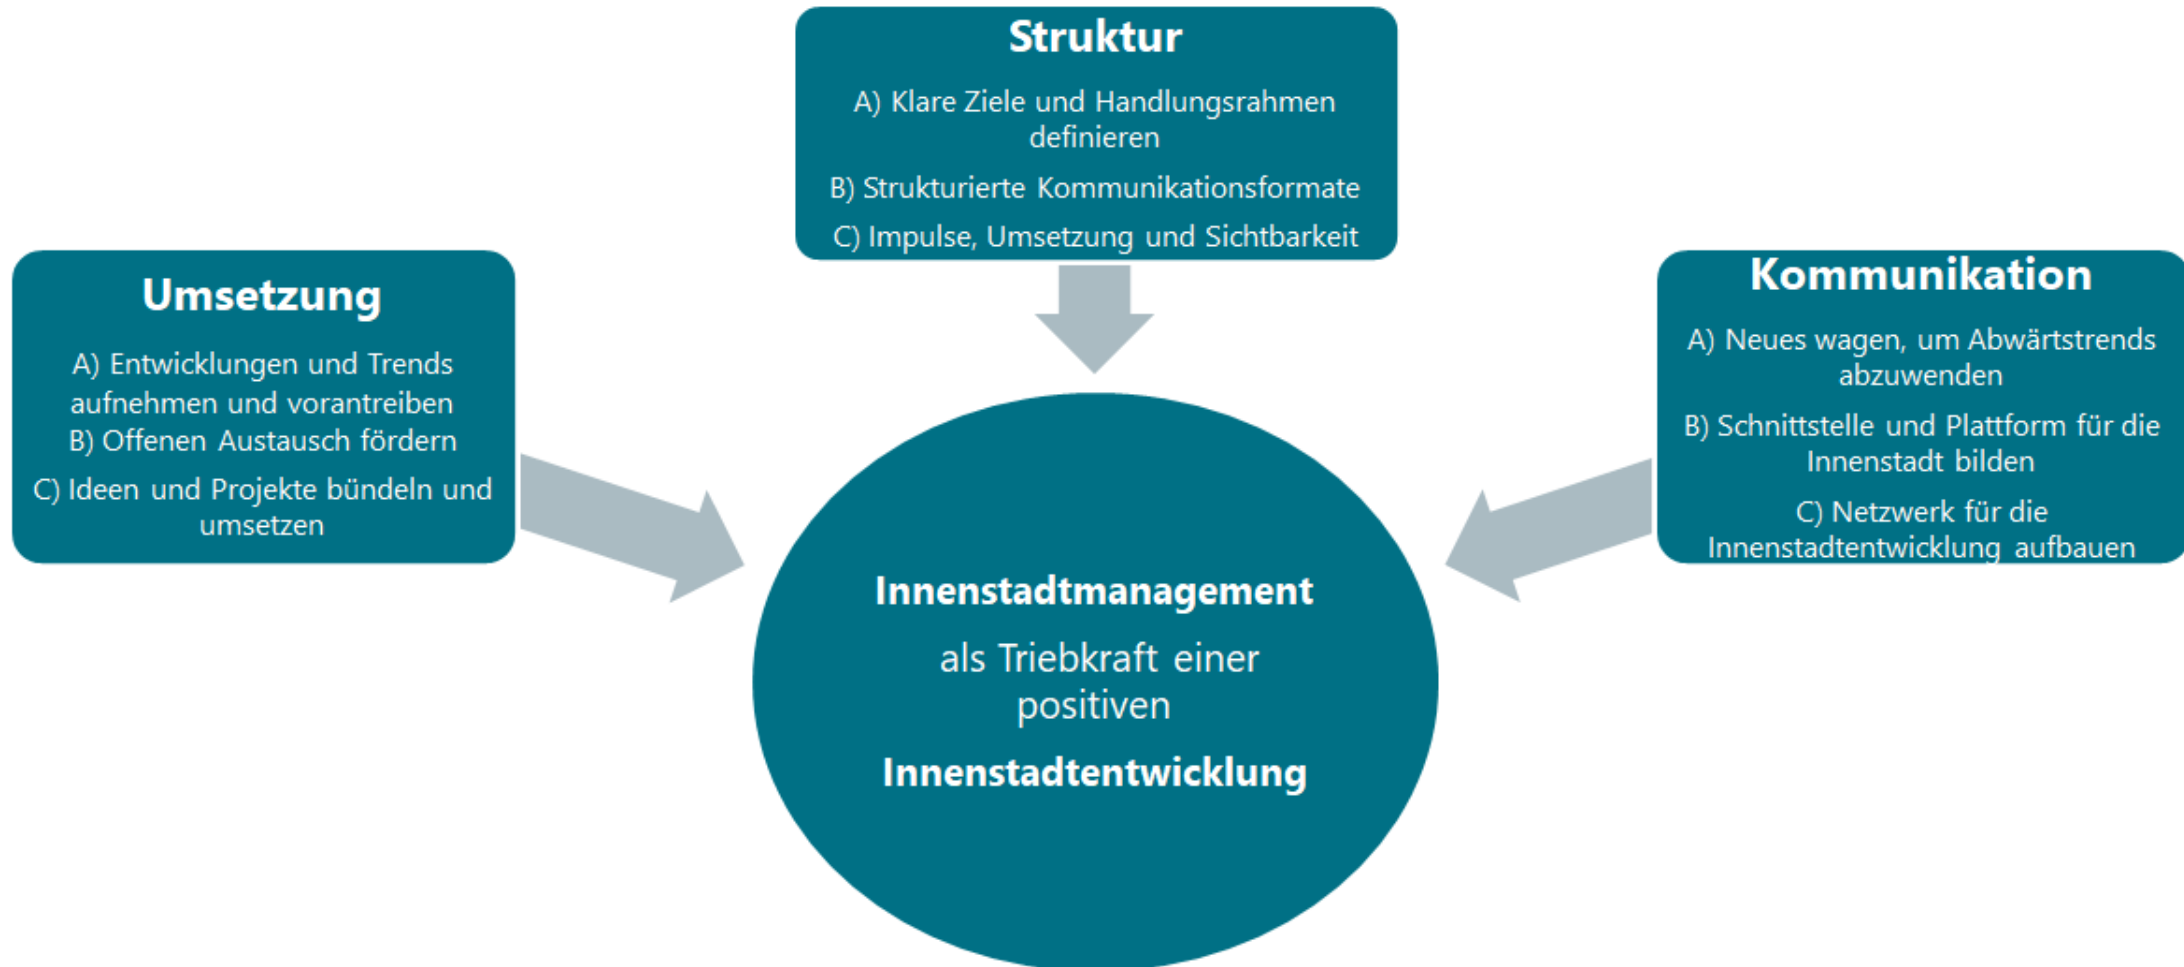 Struktur
A) Klare Ziele und Handlungsrahmen
definieren
B) Strukturierte Kommunikationsformate
C) Impulse, Umsetzung und Sichtbarkeit
Umsetzung
A) Entwicklungen und Trends
aufnehmen und vorantreiben
B) Offenen Austausch fördern
C) Ideen und Projekte bündeln und
umsetzen
Kommunikation
A) Neues wagen, um Abwärtstrends
abzuwenden
B) Schnittstelle und Plattform für die
Innenstadt bilden
C) Netzwerk für die
Innenstadtentwicklung aufbauen
Innenstadtmanagement
als Triebkraft einer
positiven
Innenstadtentwicklung